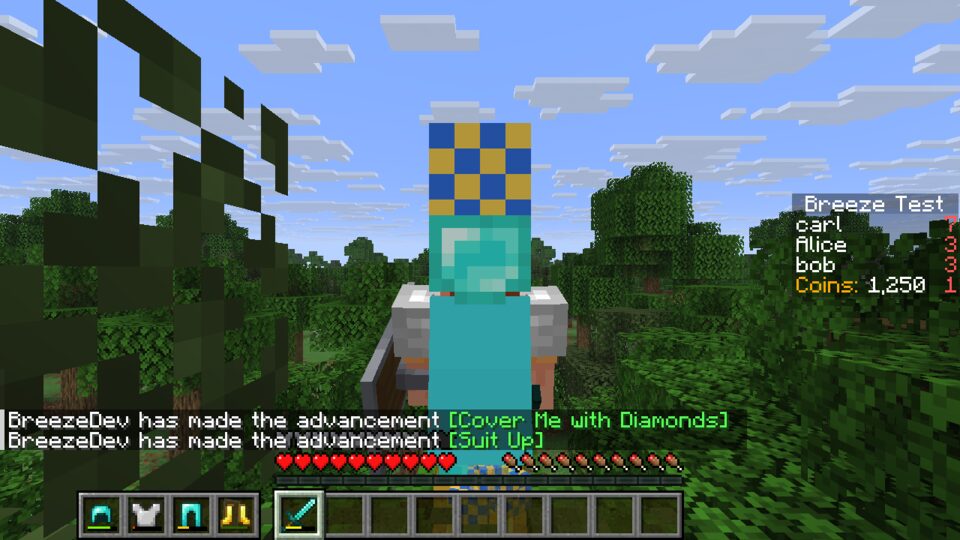 Breeze Test
carl 7
Alice 3
bob 3
Coins: 1,250 1
BreezeDev has made the advancement [Cover Me with Diamonds]
BreezeDev has made the advancement [Suit Up]